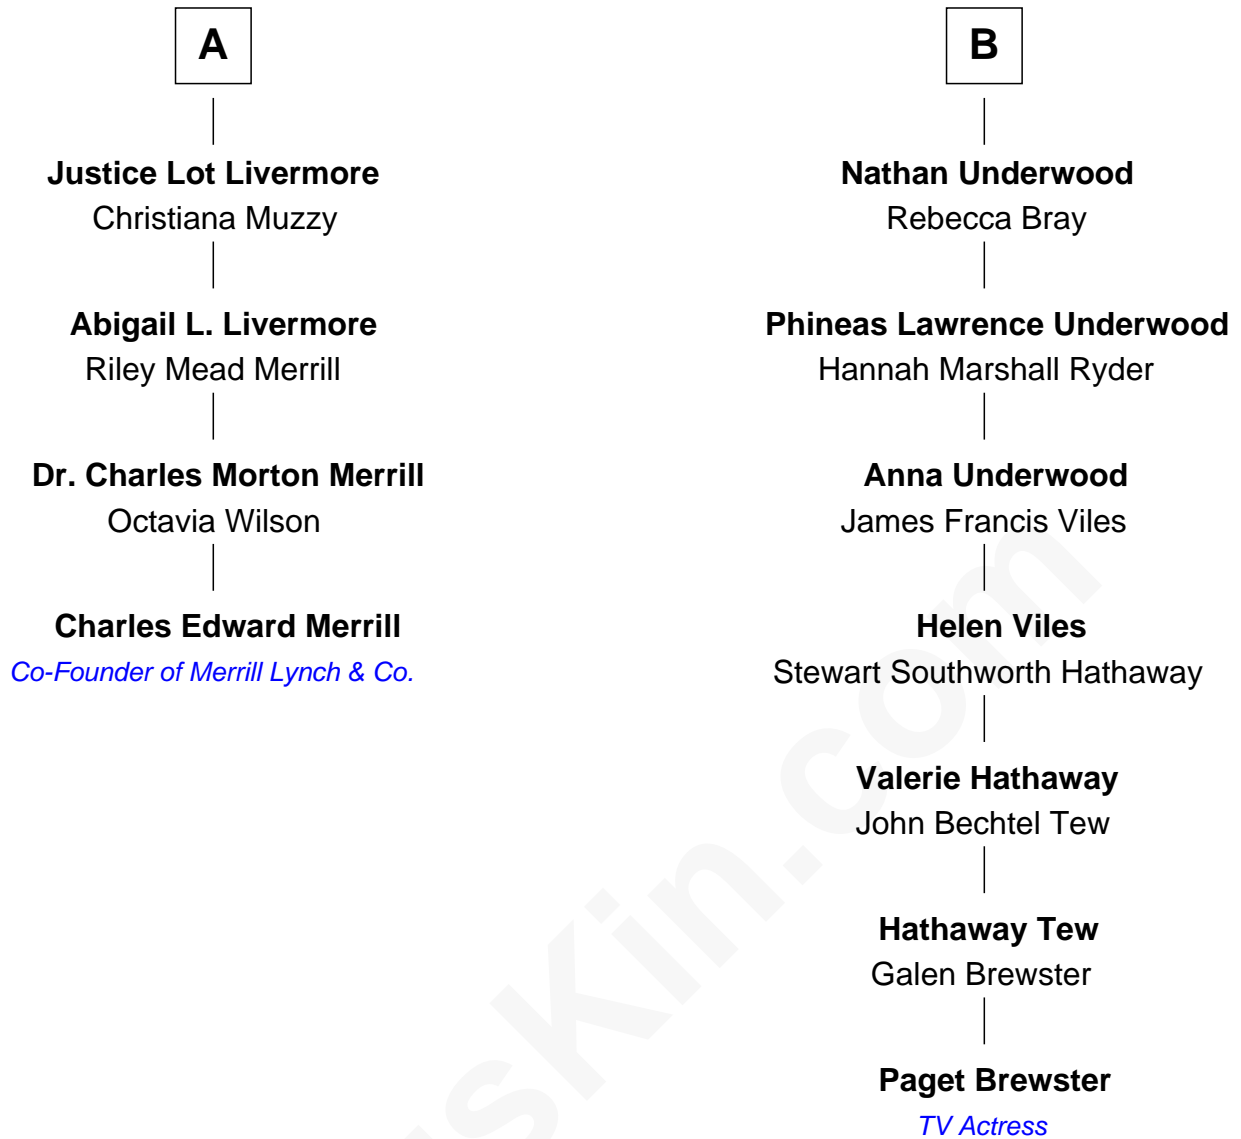 A
Justice Lot Livermore
Christiana Muzzy
Abigail L. Livermore
Riley Mead Merrill
Dr. Charles Morton Merrill
Octavia Wilson
Charles Edward Merrill
Co-Founder of Merrill Lynch & Co.
B
Nathan Underwood
Rebecca Bray
Phineas Lawrence Underwood
Hannah Marshall Ryder
Anna Underwood
James Francis Viles
Helen Viles
Stewart Southworth Hathaway
Valerie Hathaway
John Bechtel Tew
Hathaway Tew
Galen Brewster
Paget Brewster
TV Actress
sKin.com